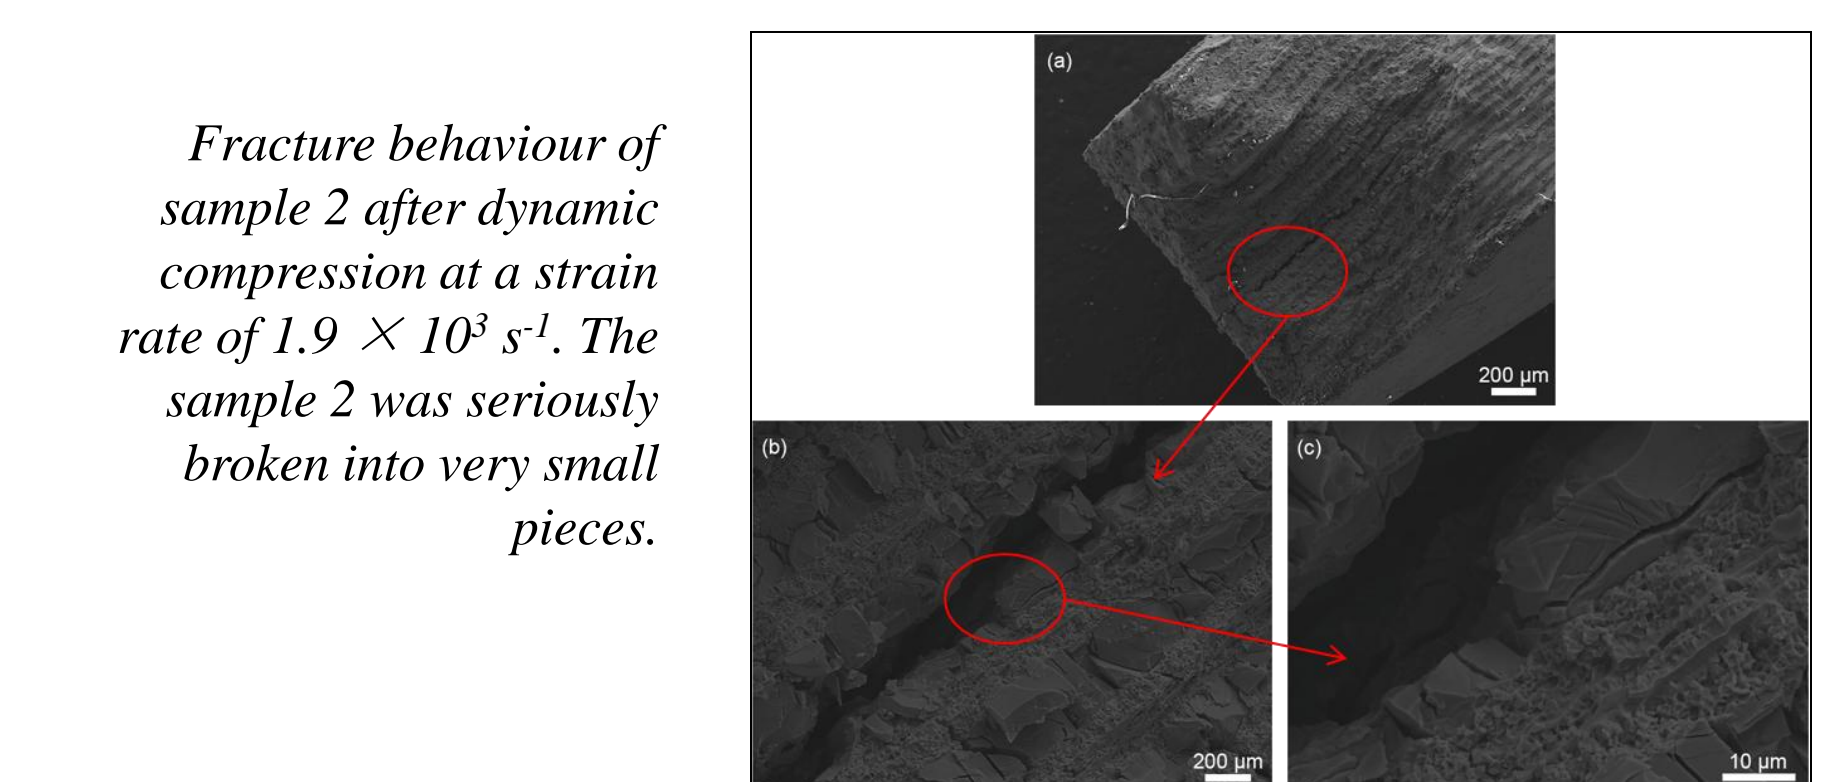 Fracture behaviour of
sample 2 after dynamic
compression at a strain
rate of 1.9 × 10³ s⁻¹. The
sample 2 was seriously
broken into very small
pieces.
(a)
200 µm
(b)
200 µm
(c)
10 µm